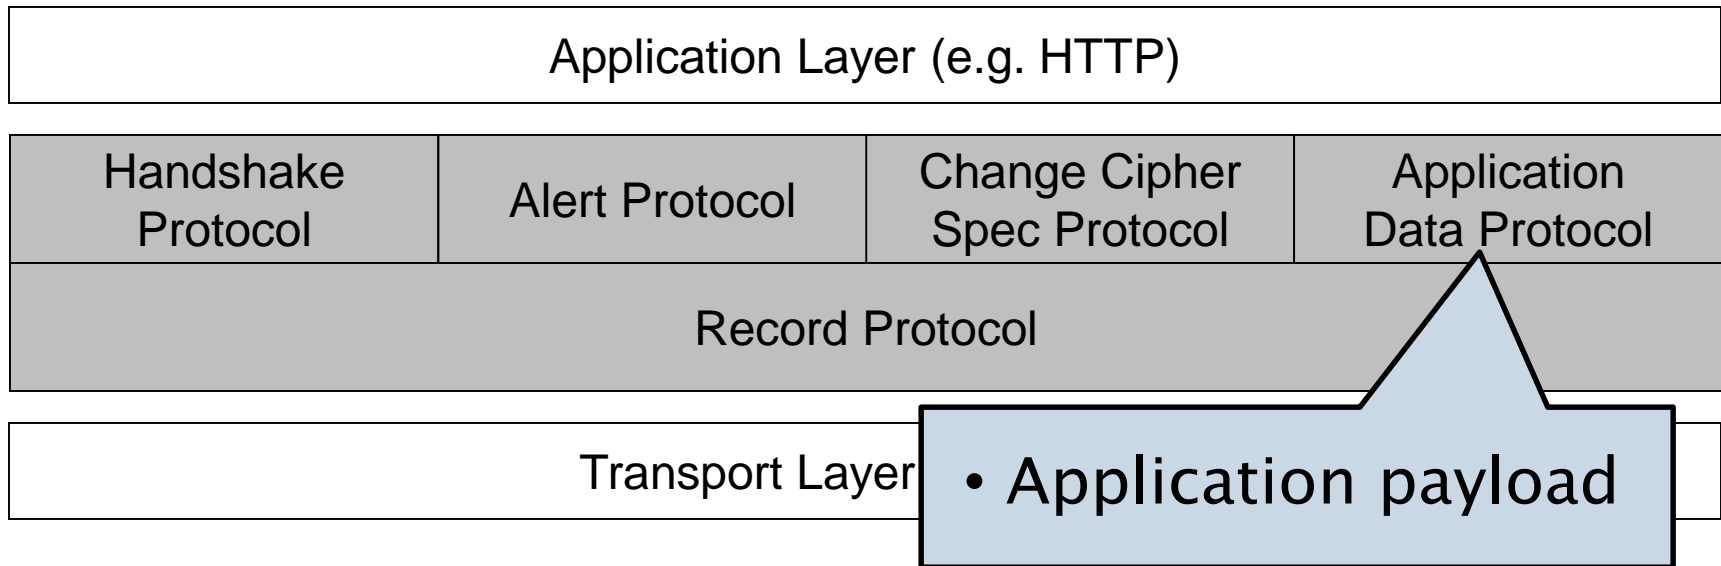 Application Layer (e.g. HTTP)
Handshake
Protocol
Alert Protocol
Change Cipher
Spec Protocol
Application
Data Protocol
Record Protocol
Transport Layer
• Application payload